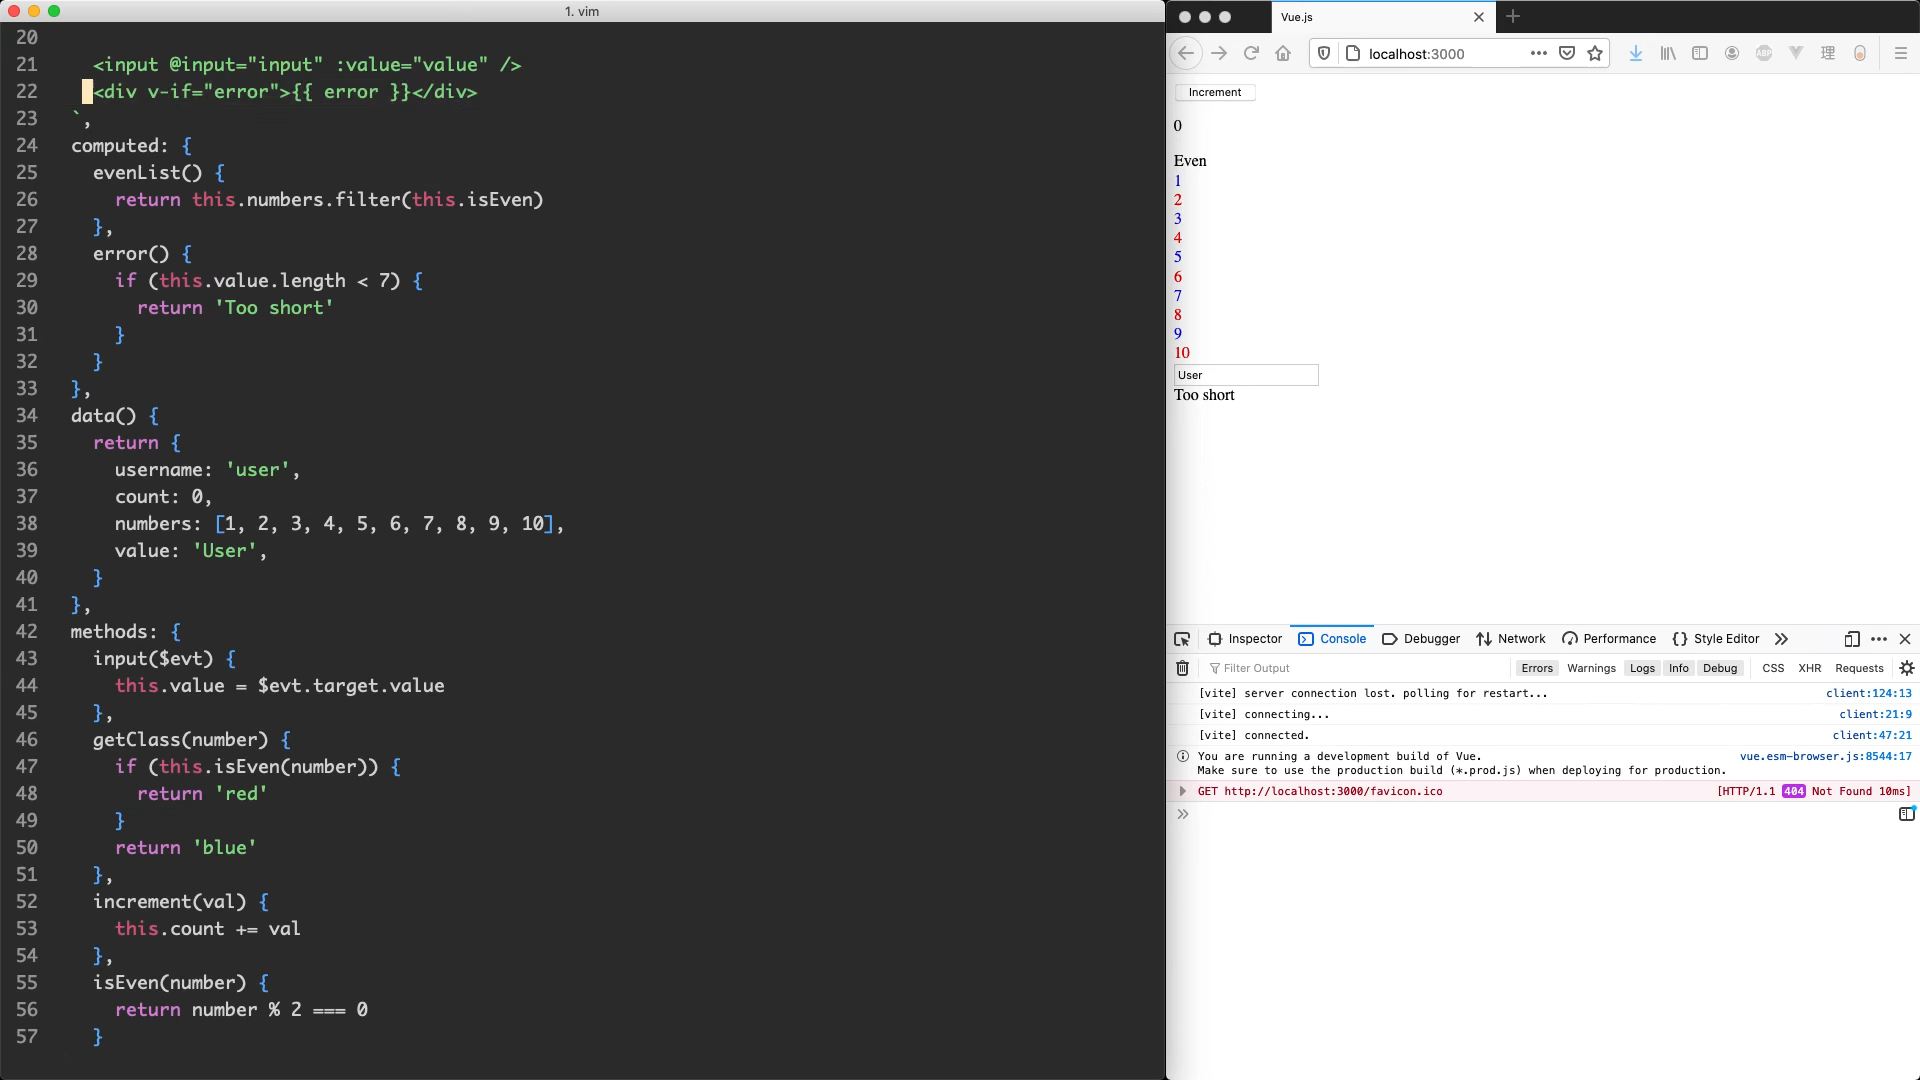 1. vim
20
21 <input @input="input" :value="value" />
22 <div v-if="error">{{ error }}</div>
23 `,
24 computed: {
25 evenList() {
26 return this.numbers.filter(this.isEven)
27 },
28 error() {
29 if (this.value.length < 7) {
30 return 'Too short'
31 }
32 }
33 },
34 data() {
35 return {
36 username: 'user',
37 count: 0,
38 numbers: [1, 2, 3, 4, 5, 6, 7, 8, 9, 10],
39 value: 'User',
40 }
41 },
42 methods: {
43 input($evt) {
44 this.value = $evt.target.value
45 },
46 getClass(number) {
47 if (this.isEven(number)) {
48 return 'red'
49 }
50 return 'blue'
51 },
52 increment(val) {
53 this.count += val
54 },
55 isEven(number) {
56 return number % 2 === 0
57 }
Vue.js
localhost:3000
ABP
理
Increment
0
Even
1
2
3
4
5
6
7
8
9
10
User
Too short
Inspector Console Debugger Network Performance Style Editor
Filter Output Errors Warnings Logs Info Debug CSS XHR Requests
[vite] server connection lost. polling for restart... client:124:13
[vite] connecting... client:21:9
[vite] connected. client:47:21
You are running a development build of Vue. vue.esm-browser.js:8544:17
Make sure to use the production build (*.prod.js) when deploying for production.
GET http://localhost:3000/favicon.ico [HTTP/1.1 404 Not Found 10ms]